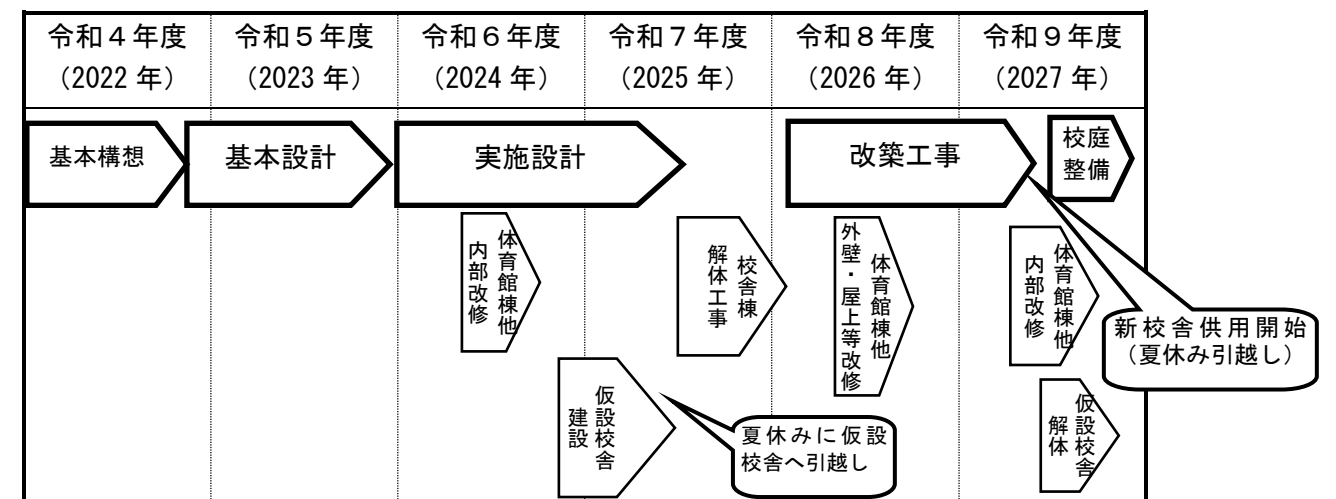 令和４年度
（2022 年）
令和５年度
（2023 年）
令和６年度
（2024 年）
令和７年度
（2025 年）
令和８年度
（2026 年）
令和９年度
（2027 年）
基本構想
基本設計
実施設計
改築工事
校庭
整備
体育館棟他
内部改修
校舎棟
解体工事
体育館棟他
外壁・屋上等改修
体育館棟他
内部改修
新校舎供用開始
（夏休み引越し）
仮設校舎
建設
夏休みに仮設
校舎へ引越し
仮設校舎
解体